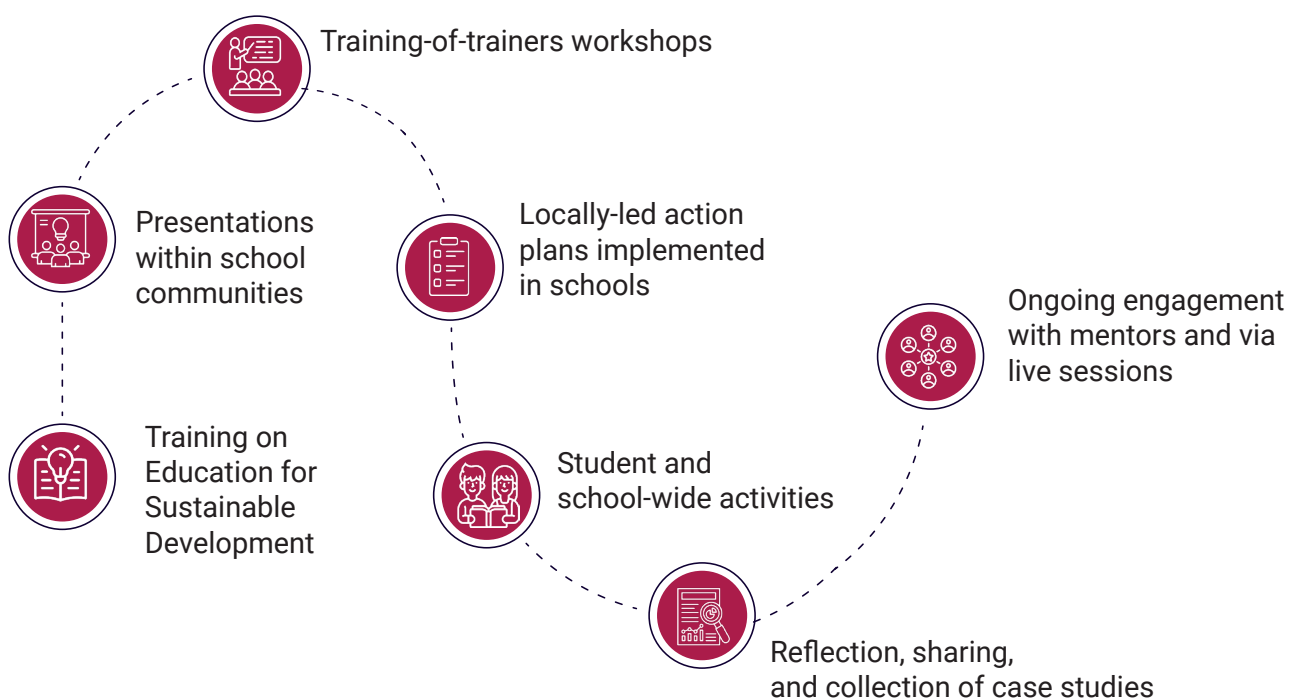 Training-of-trainers workshops
Presentations
within school
communities
Locally-led action
plans implemented
in schools
Ongoing engagement
with mentors and via
live sessions
Training on
Education for
Sustainable
Development
Student and
school-wide activities
Reflection, sharing,
and collection of case studies